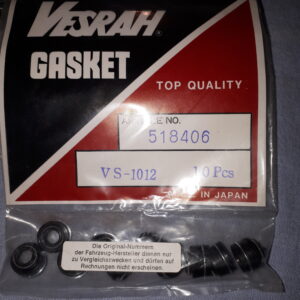 VESRAH®
GASKET
TOP QUALITY
NO.
518406
VS-1012 10 Pcs
IN JAPAN
Die Original-Nummern
der Fahrzeug-Hersteller dienen nur
zu Vergleichszwecken und dürfen auf
Rechnungen nicht erscheinen.